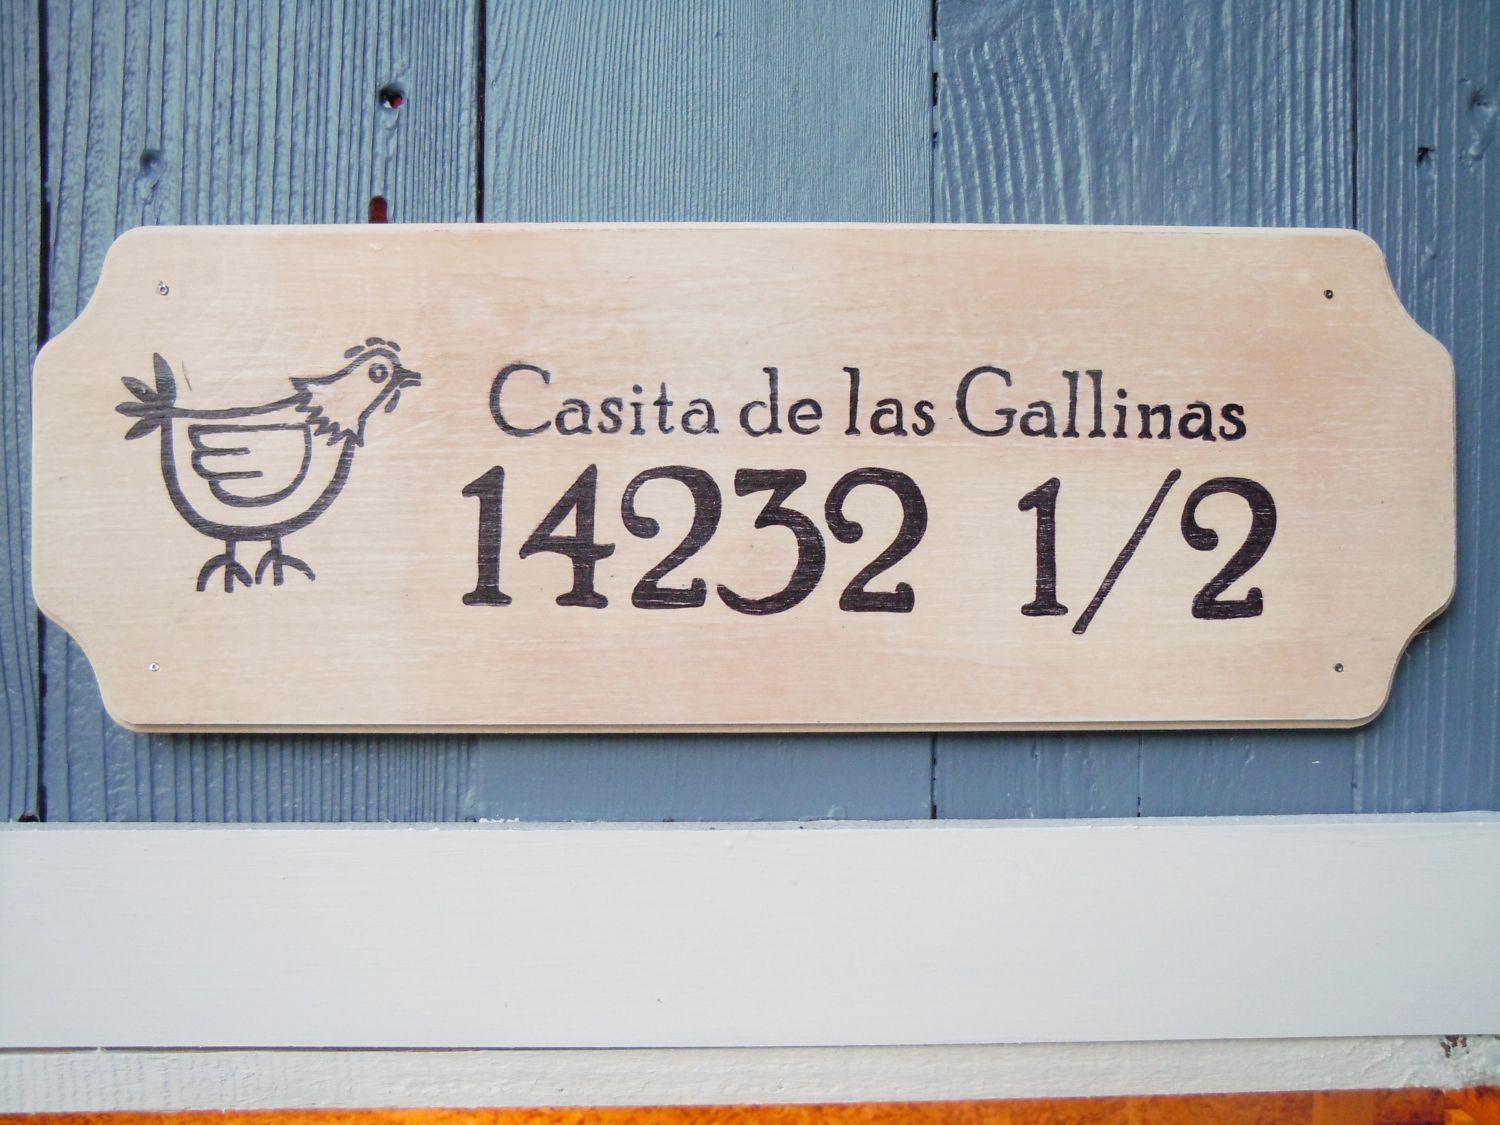 Casita de las Gallinas
14232 1/2